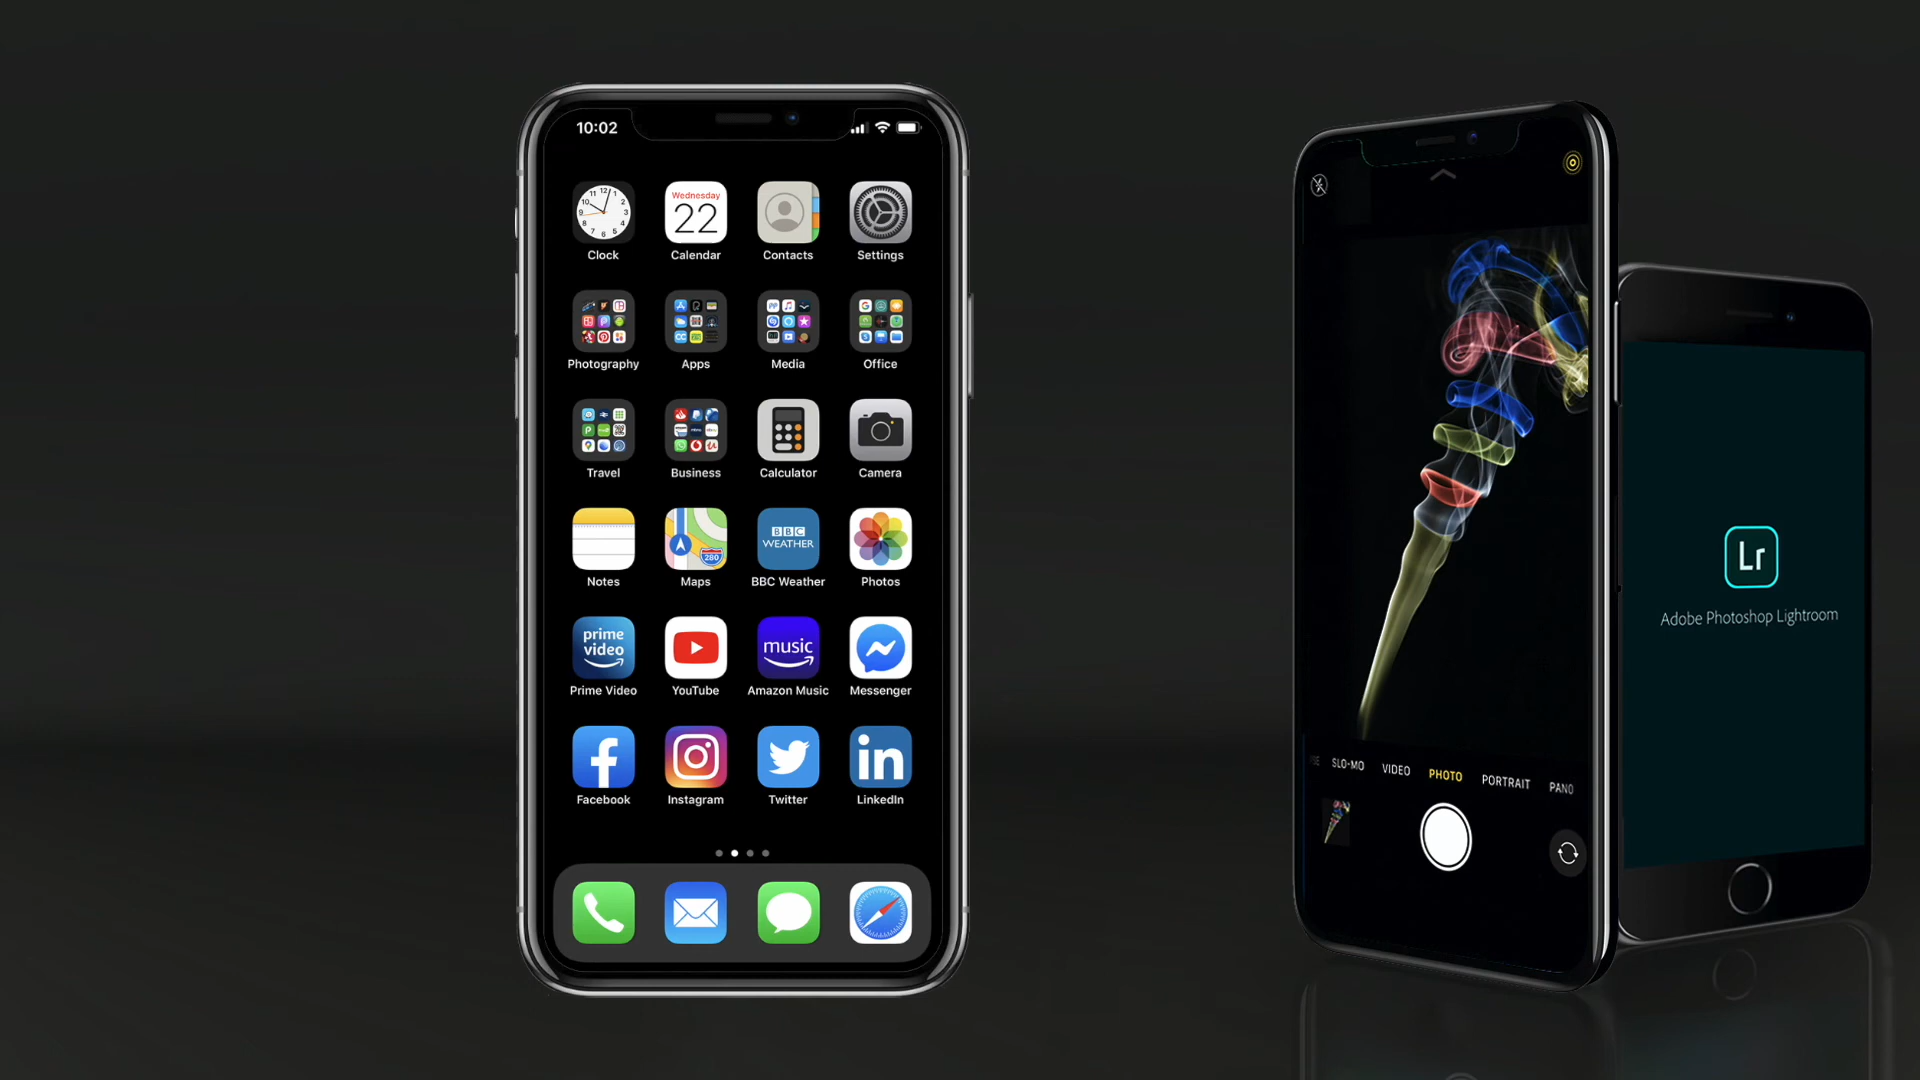 10:02
Wednesday
22
Clock
Calendar
Contacts
Settings
Photography
Apps
Media
Office
Travel
Business
Calculator
Camera
280
BBC
WEATHER
Notes
Maps
BBC Weather
Photos
prime
video
music
Prime Video
YouTube
Amazon Music
Messenger
f
in
Facebook
Instagram
Twitter
LinkedIn
SLO-MO
VIDEO
PHOTO
PORTRAIT
PANO
Lr
Adobe Photoshop Lightroom